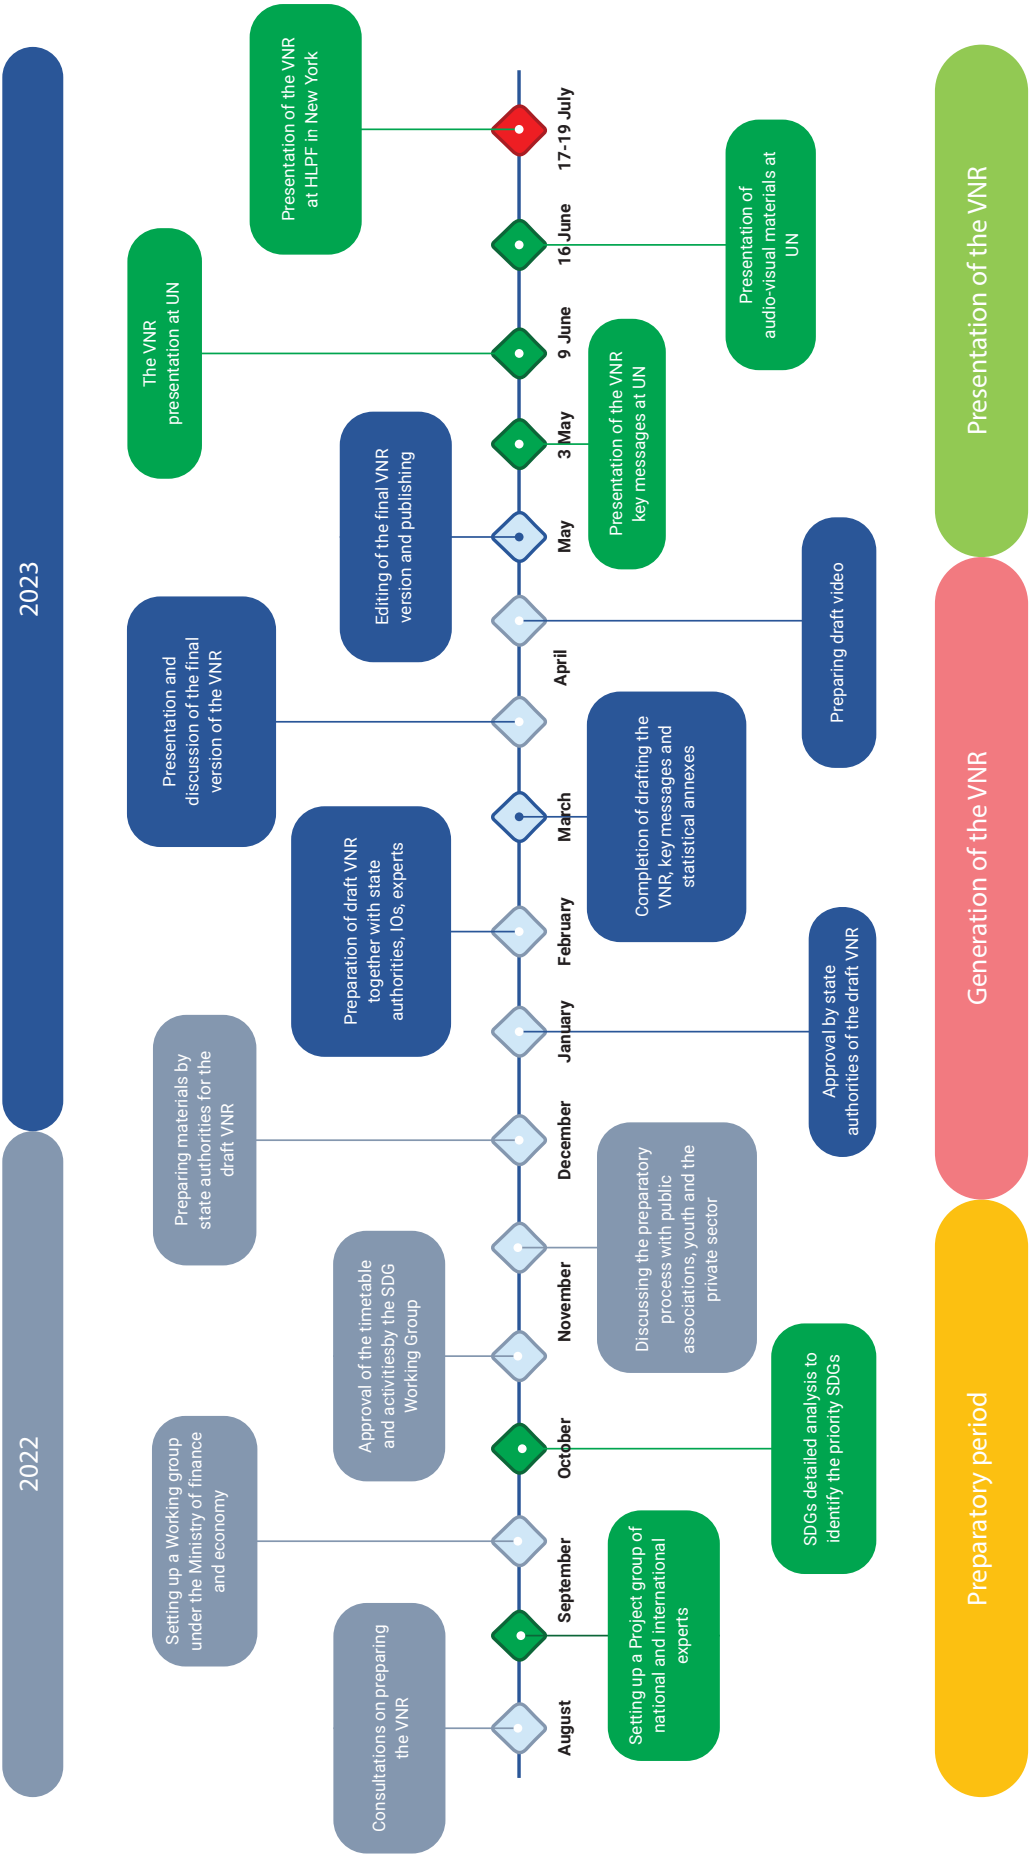 2022
2023
Consultations on preparing
the VNR
Setting up a Working group
under the Ministry of finance
and economy
Approval of the timetable
and activitiesby the SDG
Working Group
Preparing materials by
state authorities for the
draft VNR
Preparation of draft VNR
together with state
authorities, IOs, experts
Presentation and
discussion of the final
version of the VNR
Editing of the final VNR
version and publishing
The VNR
presentation at UN
Presentation of the VNR
at HLPF in New York
August
September
October
November
December
January
February
March
April
May
3 May
9 June
16 June
17-19 July
Setting up a Project group of
national and international
experts
SDGs detailed analysis to
identify the priority SDGs
Discussing the preparatory
process with public
associations, youth and the
private sector
Approval by state
authorities of the draft VNR
Completion of drafting the
VNR, key messages and
statistical annexes
Preparing draft video
Presentation of the VNR
key messages at UN
Presentation of
audio-visual materials at
UN
Preparatory period
Generation of the VNR
Presentation of the VNR